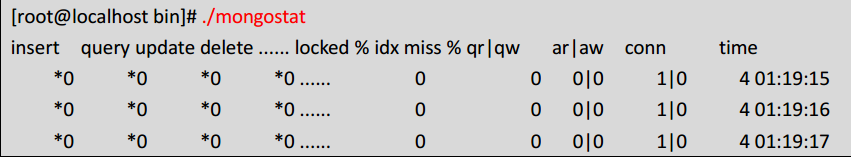 [root@localhost bin]# ./mongostat
insert query update delete ...... locked % idx miss % qr|qw ar|aw conn time
*0 *0 *0 *0 ...... 0 0 0|0 1|0 4 01:19:15
*0 *0 *0 *0 ...... 0 0 0|0 1|0 4 01:19:16
*0 *0 *0 *0 ...... 0 0 0|0 1|0 4 01:19:17